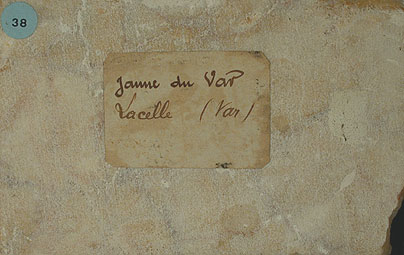 38
Jaune du Var
Lacelle (Var)